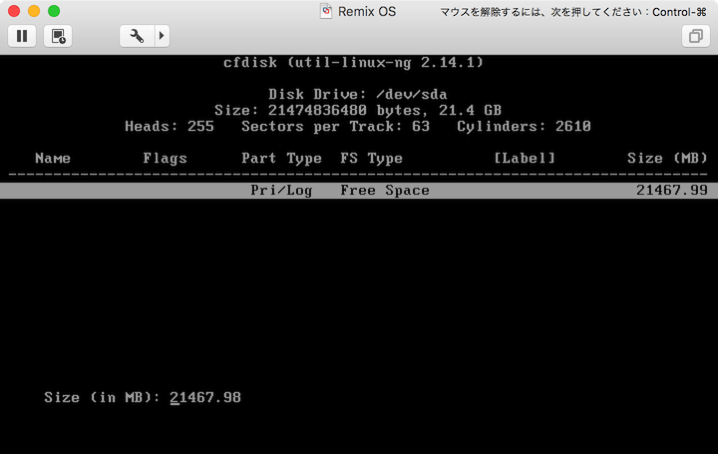 Remix OS
マウスを解除するには、次を押してください：Control-⌘
cfdisk (util-linux-ng 2.14.1)
Disk Drive: /dev/sda
Size: 21474836480 bytes, 21.4 GB
Heads: 255   Sectors per Track: 63   Cylinders: 2610
Name   Flags   Part Type   FS Type   [Label]   Size (MB)
Pri/Log   Free Space   21467.99
Size (in MB): 21467.98